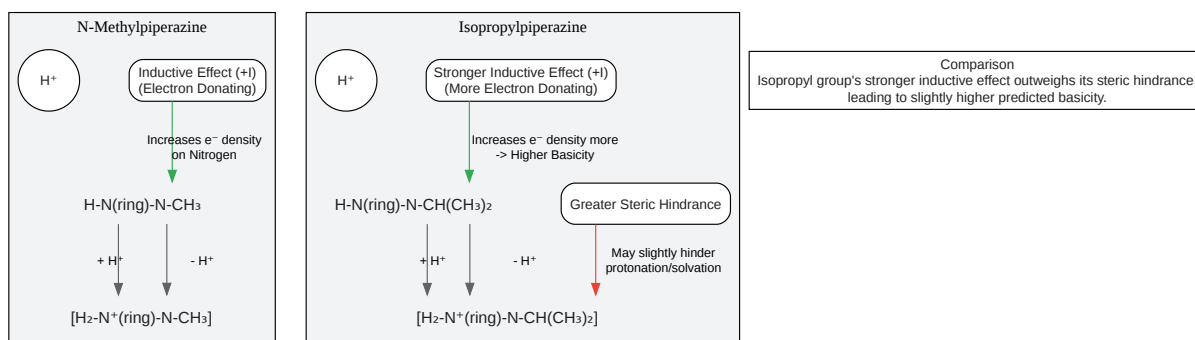 N-Methylpiperazine
H⁺
Inductive Effect (+I)
(Electron Donating)
Increases e⁻ density
on Nitrogen
H-N(ring)-N-CH₃
+ H⁺
- H⁺
[H₂-N⁺(ring)-N-CH₃]
Isopropylpiperazine
H⁺
Stronger Inductive Effect (+I)
(More Electron Donating)
Increases e⁻ density more
-> Higher Basicity
H-N(ring)-N-CH(CH₃)₂
Greater Steric Hindrance
+ H⁺
- H⁺
May slightly hinder
protonation/solvation
[H₂-N⁺(ring)-N-CH(CH₃)₂]
Comparison
Isopropyl group's stronger inductive effect outweighs its steric hindrance,
leading to slightly higher predicted basicity.